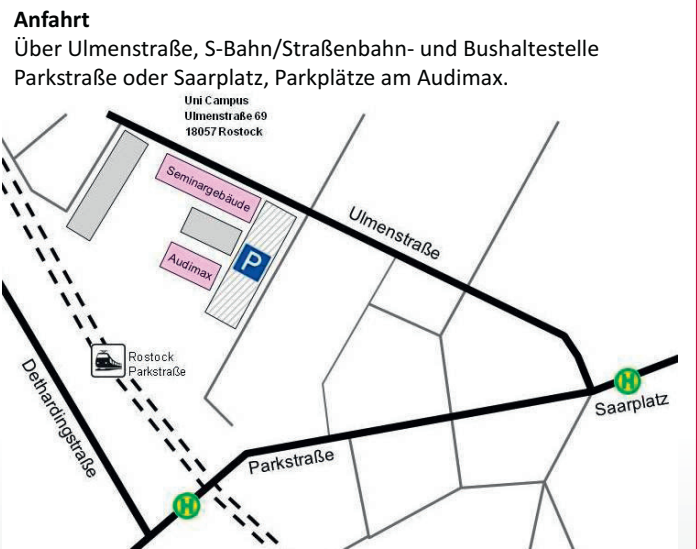 Anfahrt
Über Ulmenstraße, S-Bahn/Straßenbahn- und Bushaltestelle
Parkstraße oder Saarplatz, Parkplätze am Audimax.
Uni Campus
Ulmenstraße 69
18057 Rostock
Seminargebäude
Ulmenstraße
Audimax
P
Rostock
Parkstraße
Dethardingstraße
H
Saarplatz
Parkstraße
H